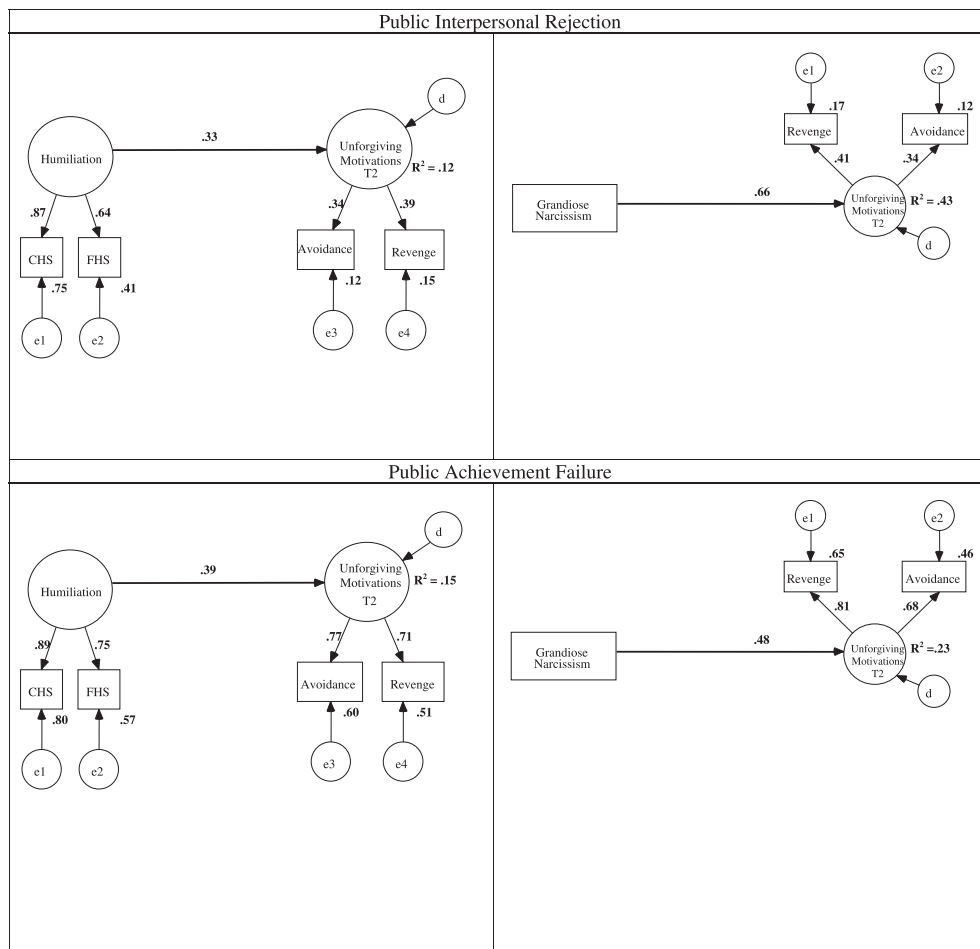 Public Interpersonal Rejection
d
.33
Humiliation
Unforgiving
Motivations
T2
R² = .12
.87
.64
.34
.39
CHS
FHS
Avoidance
Revenge
.75
.41
.12
.15
e1
e2
e3
e4
e1
e2
.17
.12
Revenge
Avoidance
.41
.34
.66
Grandiose
Narcissism
Unforgiving
Motivations
T2
R² = .43
d
Public Achievement Failure
d
.39
Humiliation
Unforgiving
Motivations
T2
R² = .15
.89
.75
.77
.71
CHS
FHS
Avoidance
Revenge
.80
.57
.60
.51
e1
e2
e3
e4
e1
e2
.65
.46
Revenge
Avoidance
.81
.68
.48
Grandiose
Narcissism
Unforgiving
Motivations
T2
R² =.23
d